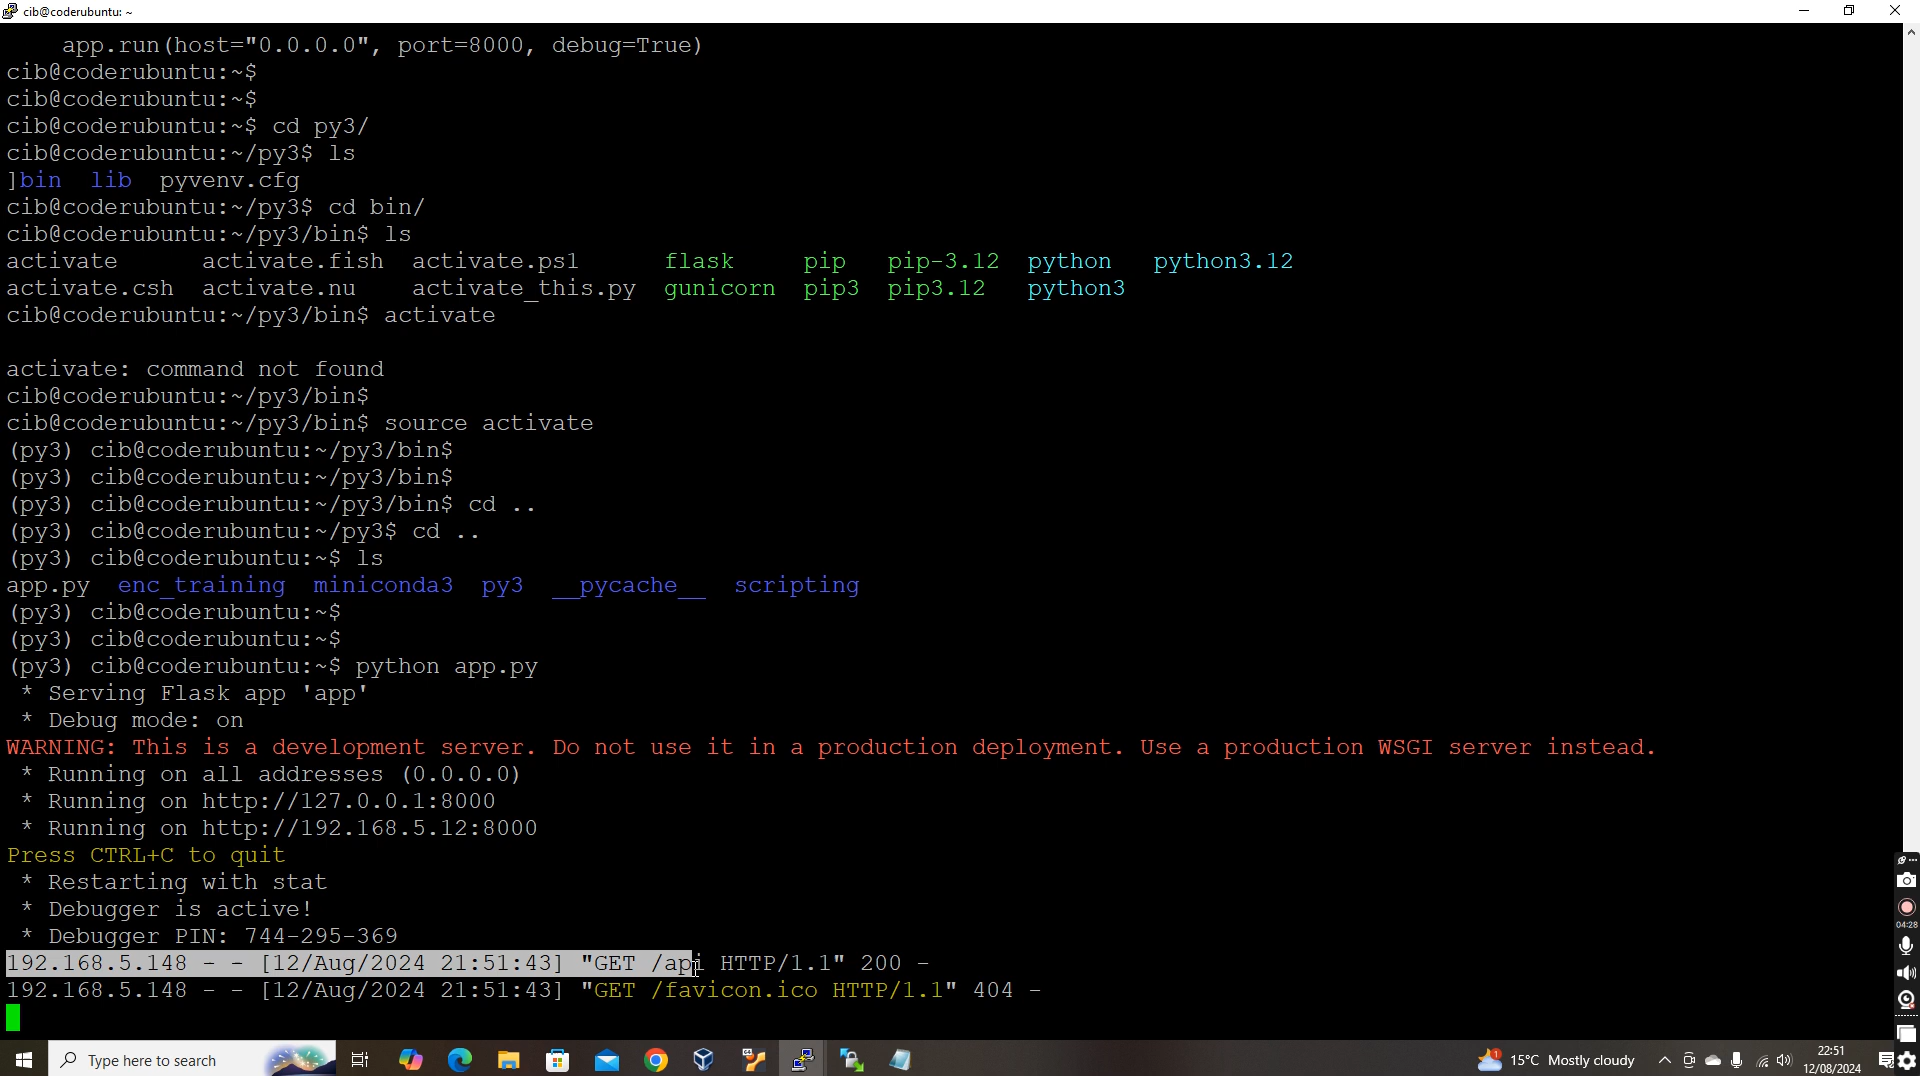 cib@coderubuntu: ~
    app.run(host="0.0.0.0", port=8000, debug=True)
cib@coderubuntu:~$
cib@coderubuntu:~$
cib@coderubuntu:~$ cd py3/
cib@coderubuntu:~/py3$ ls
]bin  lib  pyvenv.cfg
cib@coderubuntu:~/py3$ cd bin/
cib@coderubuntu:~/py3/bin$ ls
activate      activate.fish  activate.ps1      flask     pip   pip-3.12  python   python3.12
activate.csh  activate.nu    activate_this.py  gunicorn  pip3  pip3.12   python3
cib@coderubuntu:~/py3/bin$ activate
activate: command not found
cib@coderubuntu:~/py3/bin$
cib@coderubuntu:~/py3/bin$ source activate
(py3) cib@coderubuntu:~/py3/bin$
(py3) cib@coderubuntu:~/py3/bin$
(py3) cib@coderubuntu:~/py3/bin$ cd ..
(py3) cib@coderubuntu:~/py3$ cd ..
(py3) cib@coderubuntu:~$ ls
app.py  enc_training  miniconda3  py3  __pycache__  scripting
(py3) cib@coderubuntu:~$
(py3) cib@coderubuntu:~$
(py3) cib@coderubuntu:~$ python app.py
 * Serving Flask app 'app'
 * Debug mode: on
WARNING: This is a development server. Do not use it in a production deployment. Use a production WSGI server instead.
 * Running on all addresses (0.0.0.0)
 * Running on http://127.0.0.1:8000
 * Running on http://192.168.5.12:8000
Press CTRL+C to quit
 * Restarting with stat
 * Debugger is active!
 * Debugger PIN: 744-295-369
192.168.5.148 - - [12/Aug/2024 21:51:43] "GET /api HTTP/1.1" 200 -
192.168.5.148 - - [12/Aug/2024 21:51:43] "GET /favicon.ico HTTP/1.1" 404 -
04:28
Type here to search
1
15°C Mostly cloudy
22:51
12/08/2024